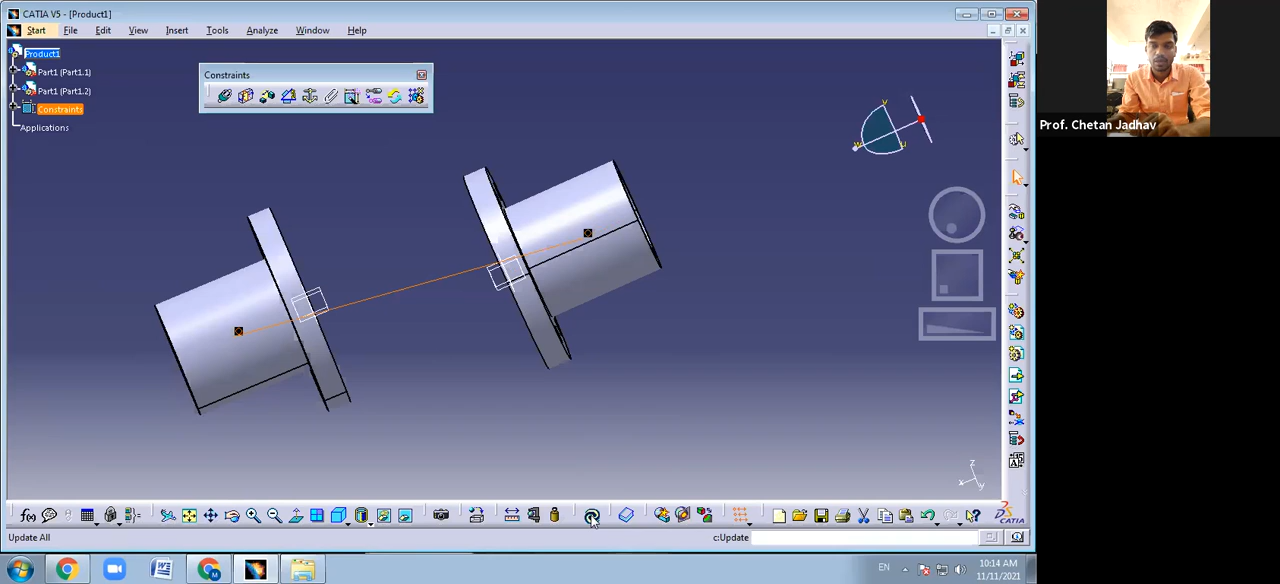 CATIA V5 - [Product1]
Start File Edit View Insert Tools Analyze Window Help
Product1
Part1 (Part1.1)
Part1 (Part1.2)
Constraints
Applications
Constraints
Prof. Chetan Jadhav
z
x
y
f(x)
CATIA
Update All
c:Update
EN
10:14 AM
11/11/2021